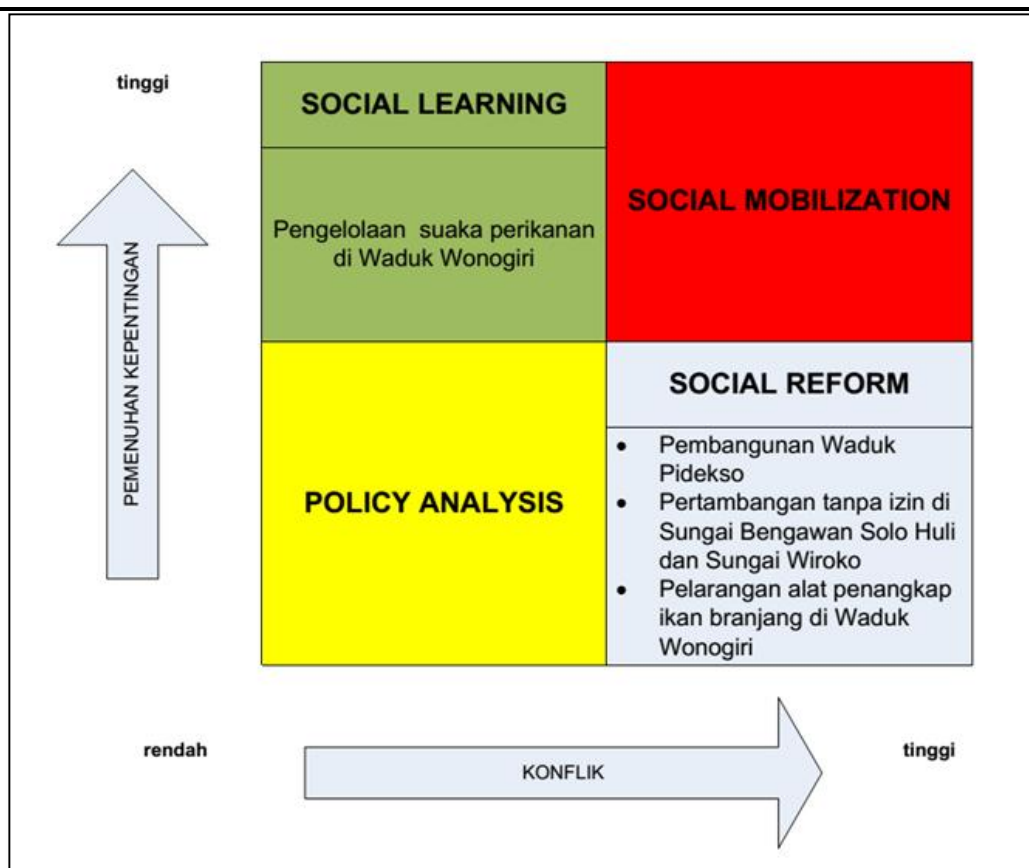 tinggi
SOCIAL LEARNING
Pengelolaan suaka perikanan
di Waduk Wonogiri
SOCIAL MOBILIZATION
PEMENUHAN KEPENTINGAN
POLICY ANALYSIS
SOCIAL REFORM
• Pembangunan Waduk
Pidekso
• Pertambangan tanpa izin di
Sungai Bengawan Solo Huli
dan Sungai Wiroko
• Pelarangan alat penangkap
ikan branjang di Waduk
Wonogiri
rendah
KONFLIK
tinggi